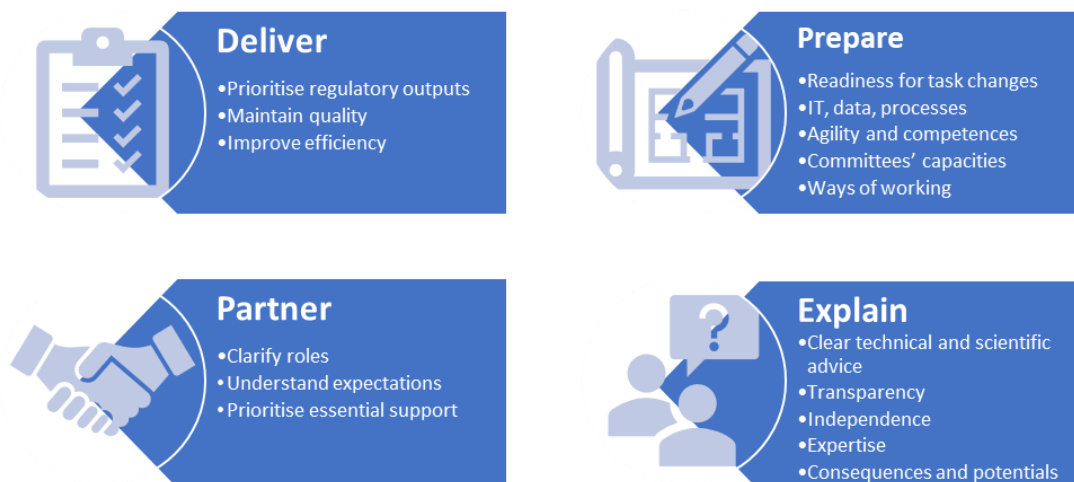 Deliver
•Prioritise regulatory outputs
•Maintain quality
•Improve efficiency
Prepare
•Readiness for task changes
•IT, data, processes
•Agility and competences
•Committees’ capacities
•Ways of working
Partner
•Clarify roles
•Understand expectations
•Prioritise essential support
?
Explain
•Clear technical and scientific
advice
•Transparency
•Independence
•Expertise
•Consequences and potentials